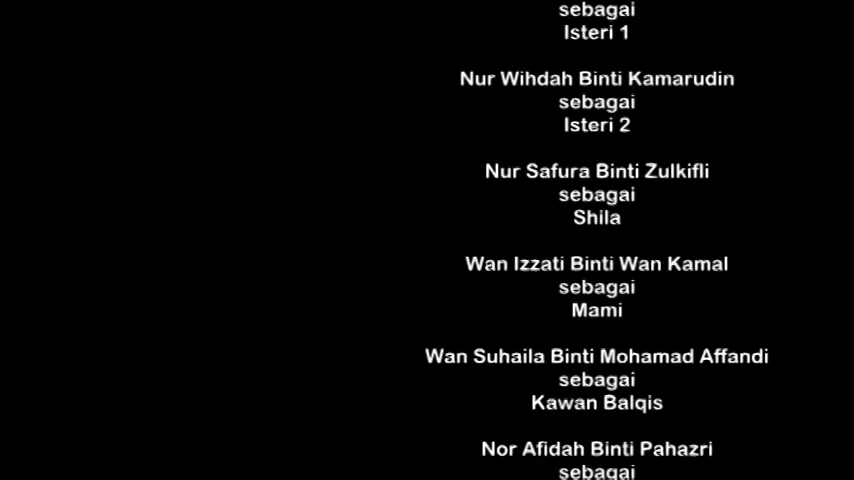 sebagai
Isteri 1
Nur Wihdah Binti Kamarudin
sebagai
Isteri 2
Nur Safura Binti Zulkifli
sebagai
Shila
Wan Izzati Binti Wan Kamal
sebagai
Mami
Wan Suhaila Binti Mohamad Affandi
sebagai
Kawan Balqis
Nor Afidah Binti Pahazri
sebagai